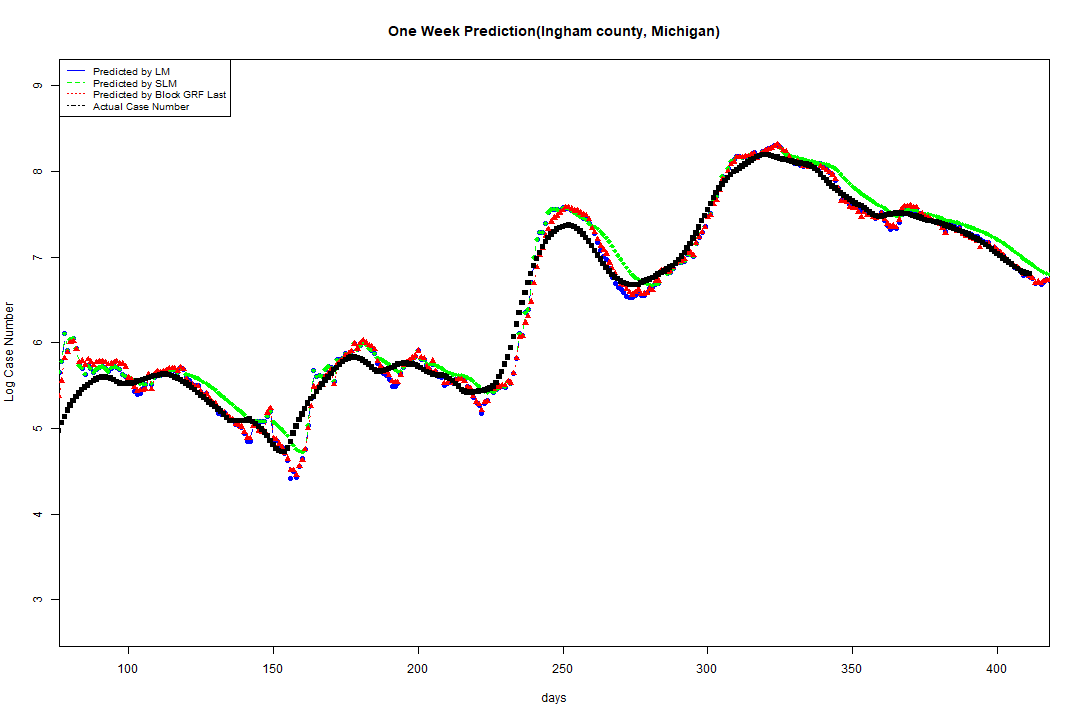 One Week Prediction(Ingham county, Michigan)
Predicted by LM
Predicted by SLM
Predicted by Block GRF Last
Actual Case Number
9
8
7
6
5
4
3
Log Case Number
100 150 200 250 300 350 400
days